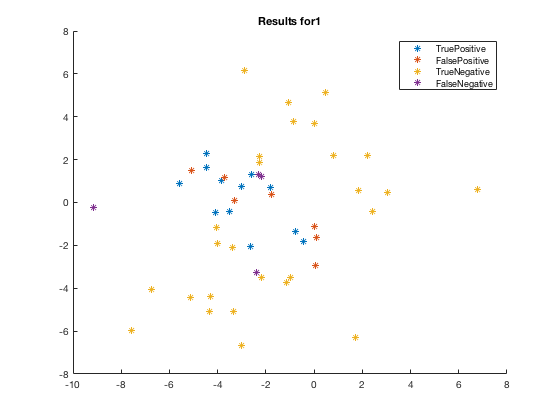 Results for1
TruePositive
FalsePositive
TrueNegative
FalseNegative
8
6
4
2
0
-2
-4
-6
-8
-10 -8 -6 -4 -2 0 2 4 6 8